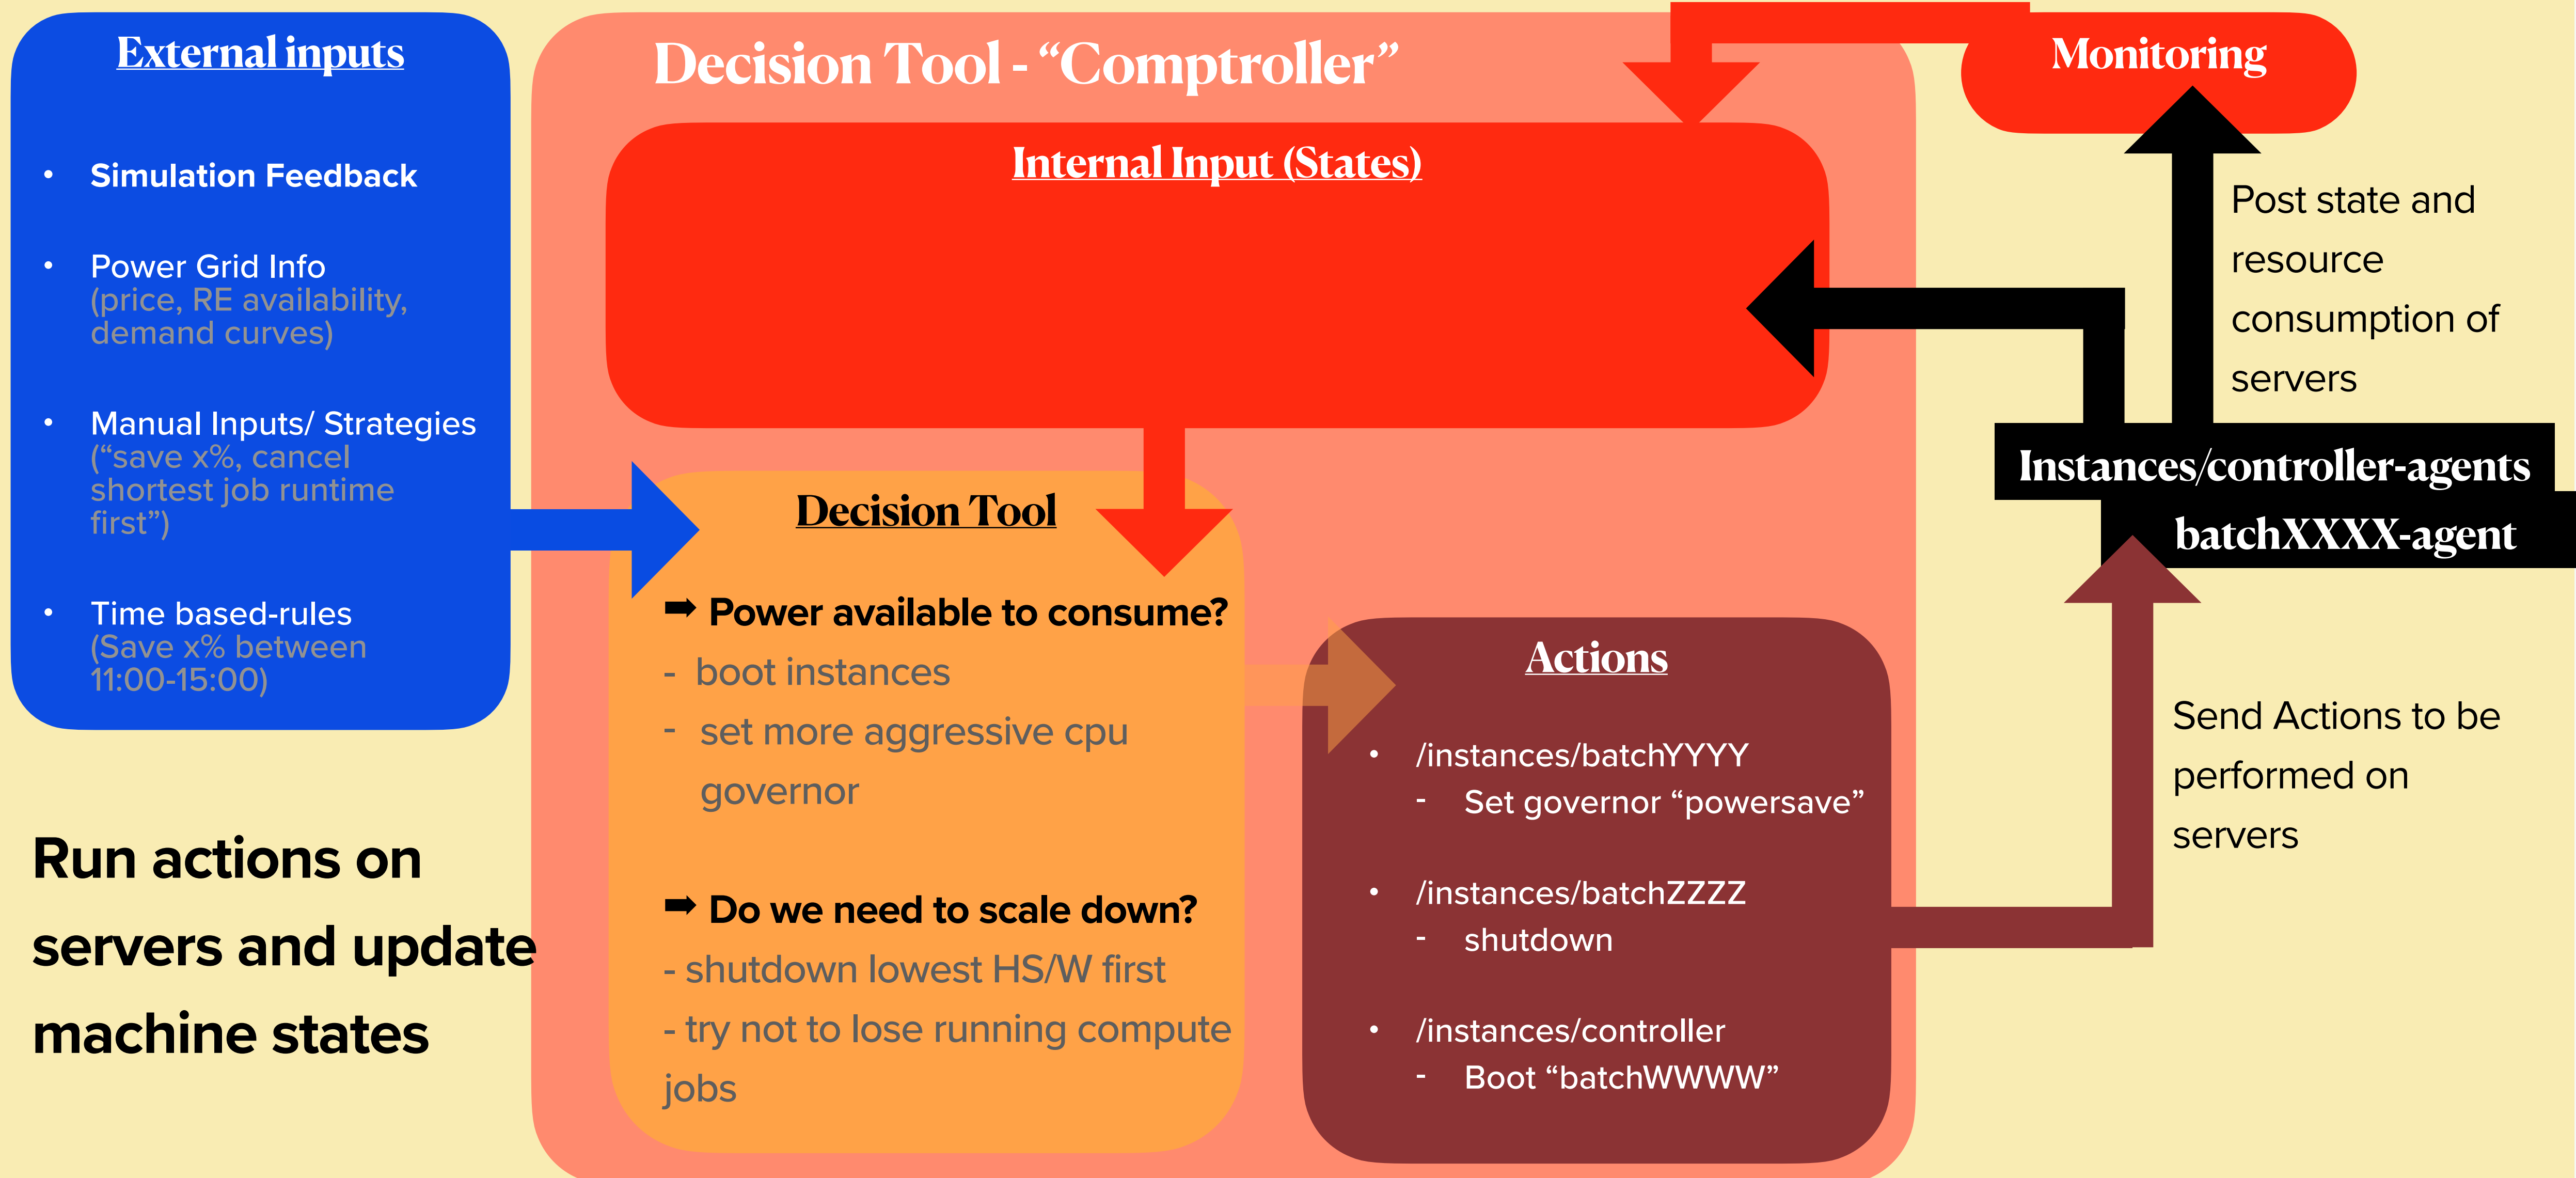 External inputs
• Simulation Feedback
• Power Grid Info
(price, RE availability,
demand curves)
• Manual Inputs/ Strategies
(“save x%, cancel
shortest job runtime
first”)
• Time based-rules
(Save x% between
11:00-15:00)
Run actions on
servers and update
machine states
Decision Tool - “Comptroller”
Internal Input (States)
Decision Tool
➡ Power available to consume?
- boot instances
- set more aggressive cpu
governor
➡ Do we need to scale down?
- shutdown lowest HS/W first
- try not to lose running compute
jobs
Actions
• /instances/batchYYYY
- Set governor “powersave”
• /instances/batchZZZZ
- shutdown
• /instances/controller
- Boot “batchWWWW”
Monitoring
Post state and
resource
consumption of
servers
Instances/controller-agents
batchXXXX-agent
Send Actions to be
performed on
servers